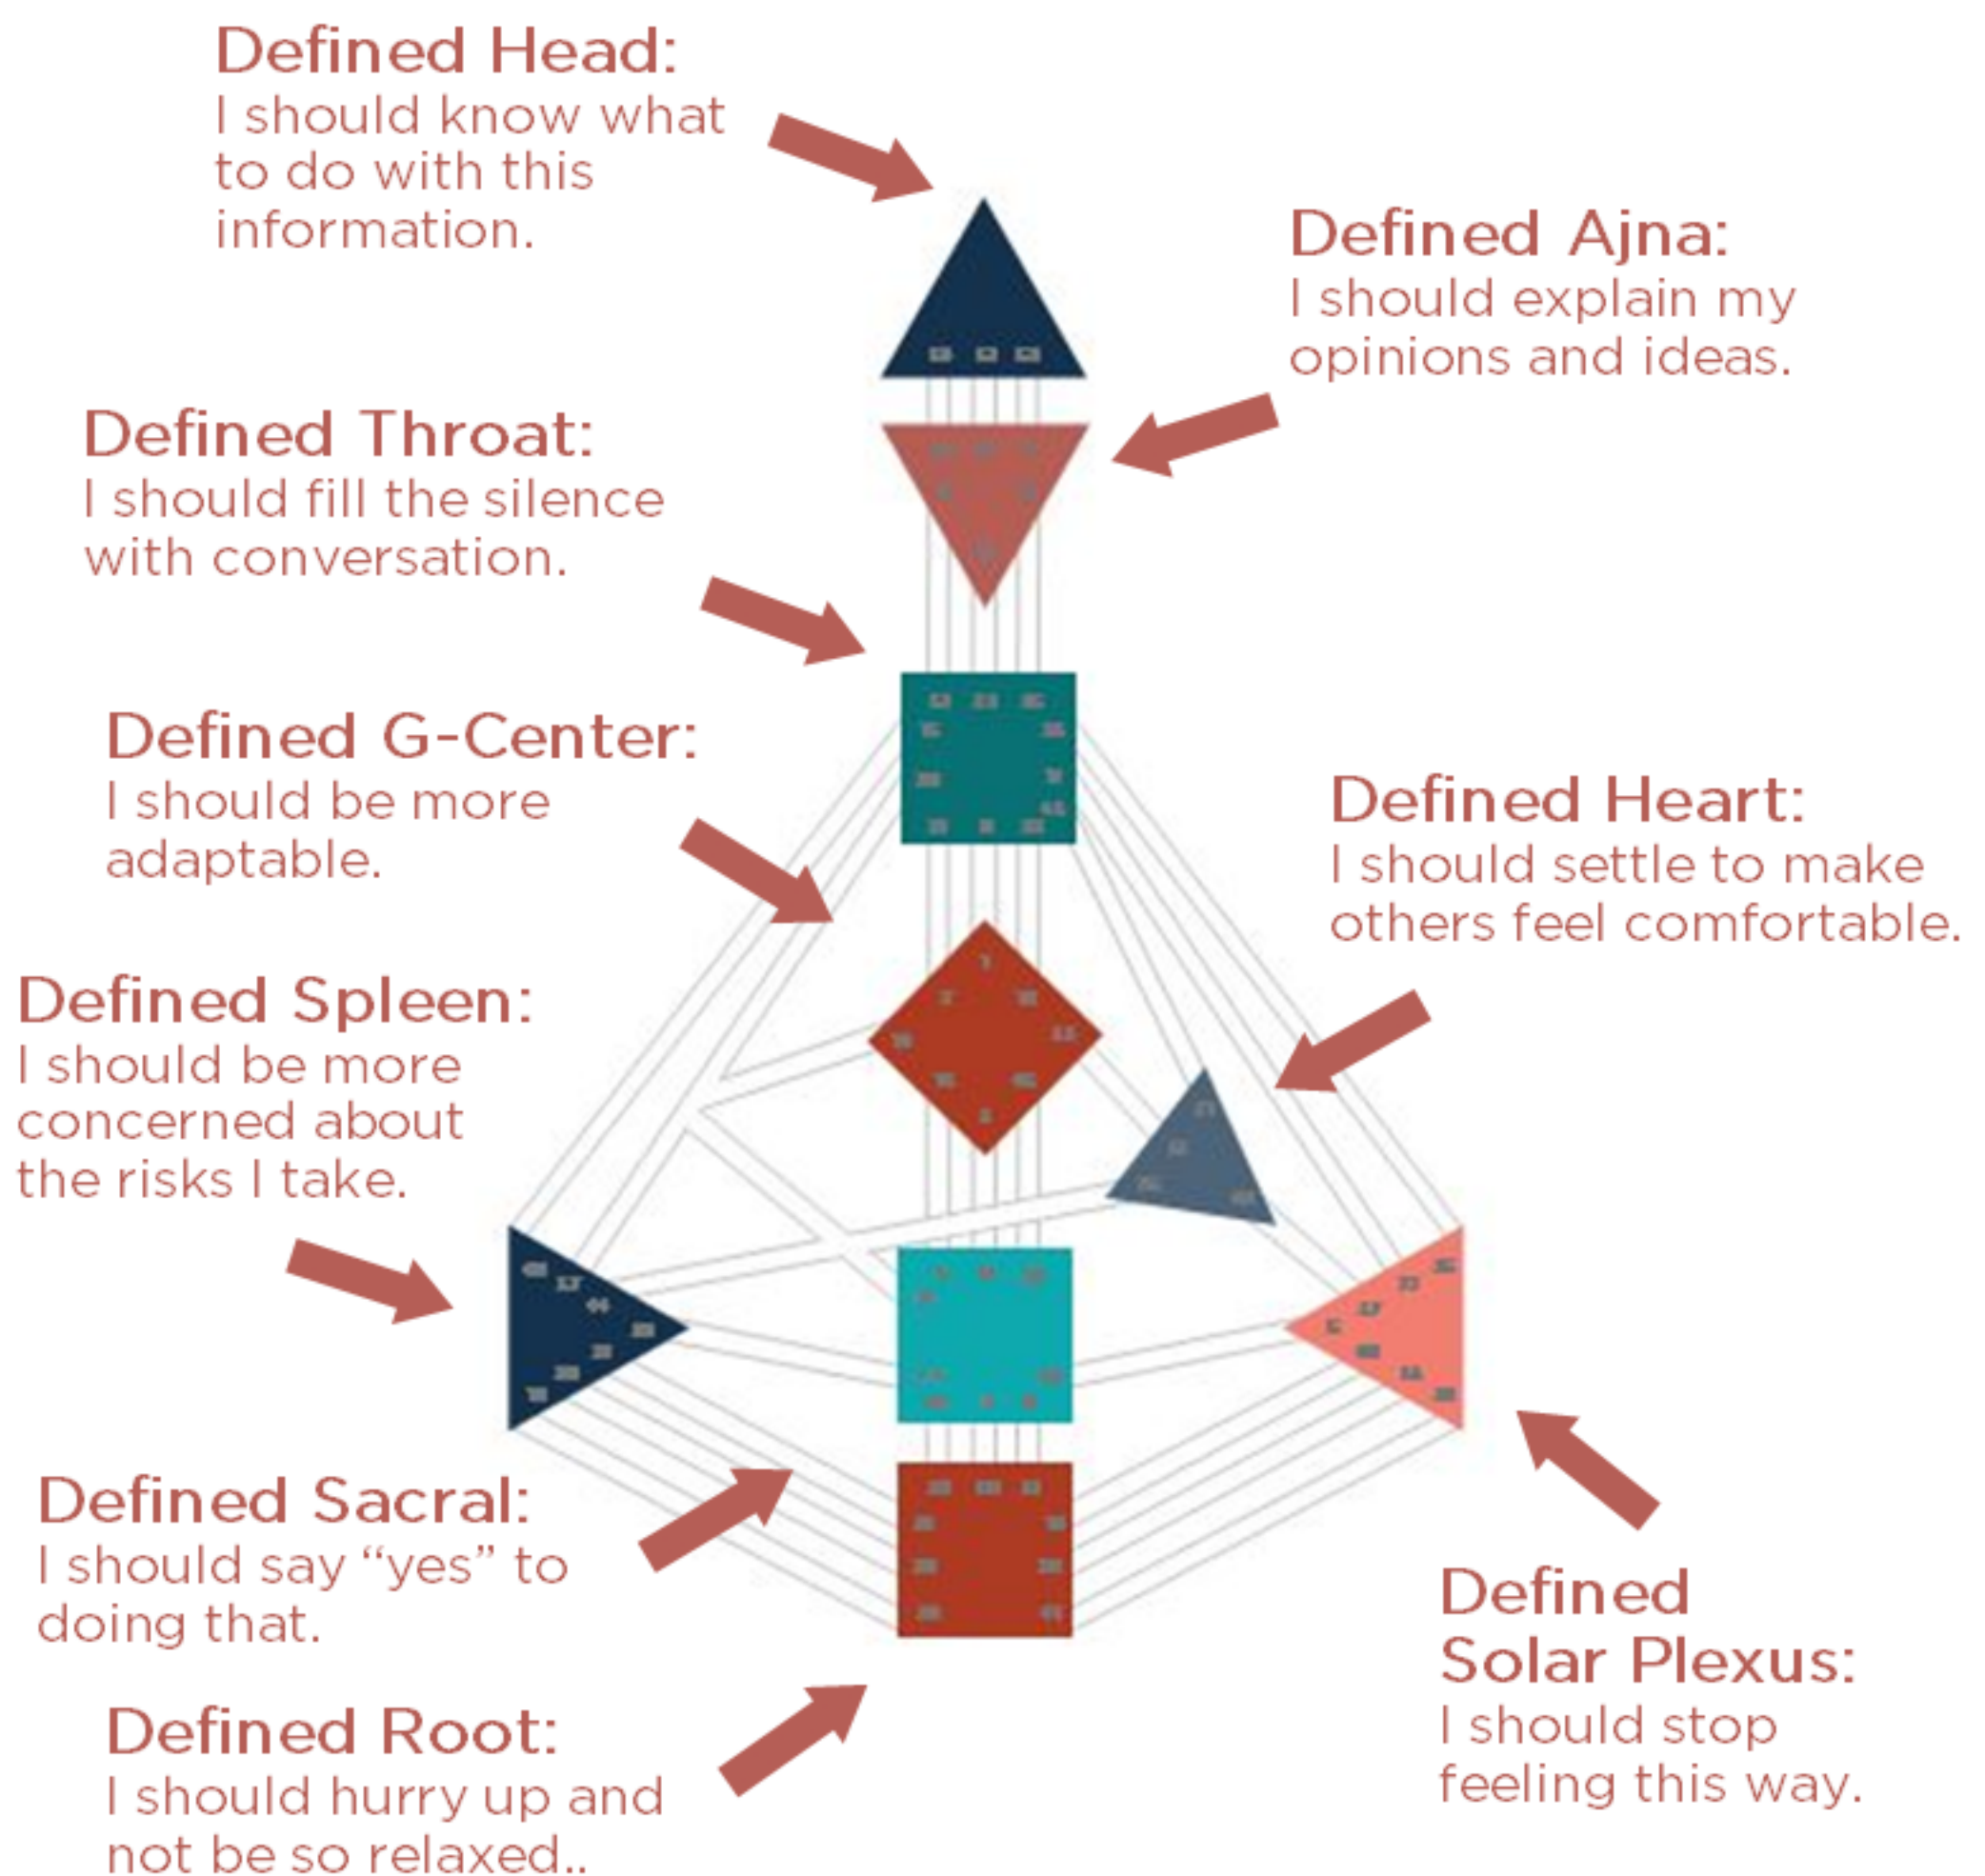 Defined Head:
I should know what
to do with this
information.
Defined Ajna:
I should explain my
opinions and ideas.
Defined Throat:
I should fill the silence
with conversation.
Defined G-Center:
I should be more
adaptable.
Defined Heart:
I should settle to make
others feel comfortable.
Defined Spleen:
I should be more
concerned about
the risks I take.
Defined Sacral:
I should say “yes” to
doing that.
Defined
Solar Plexus:
I should stop
feeling this way.
Defined Root:
I should hurry up and
not be so relaxed..